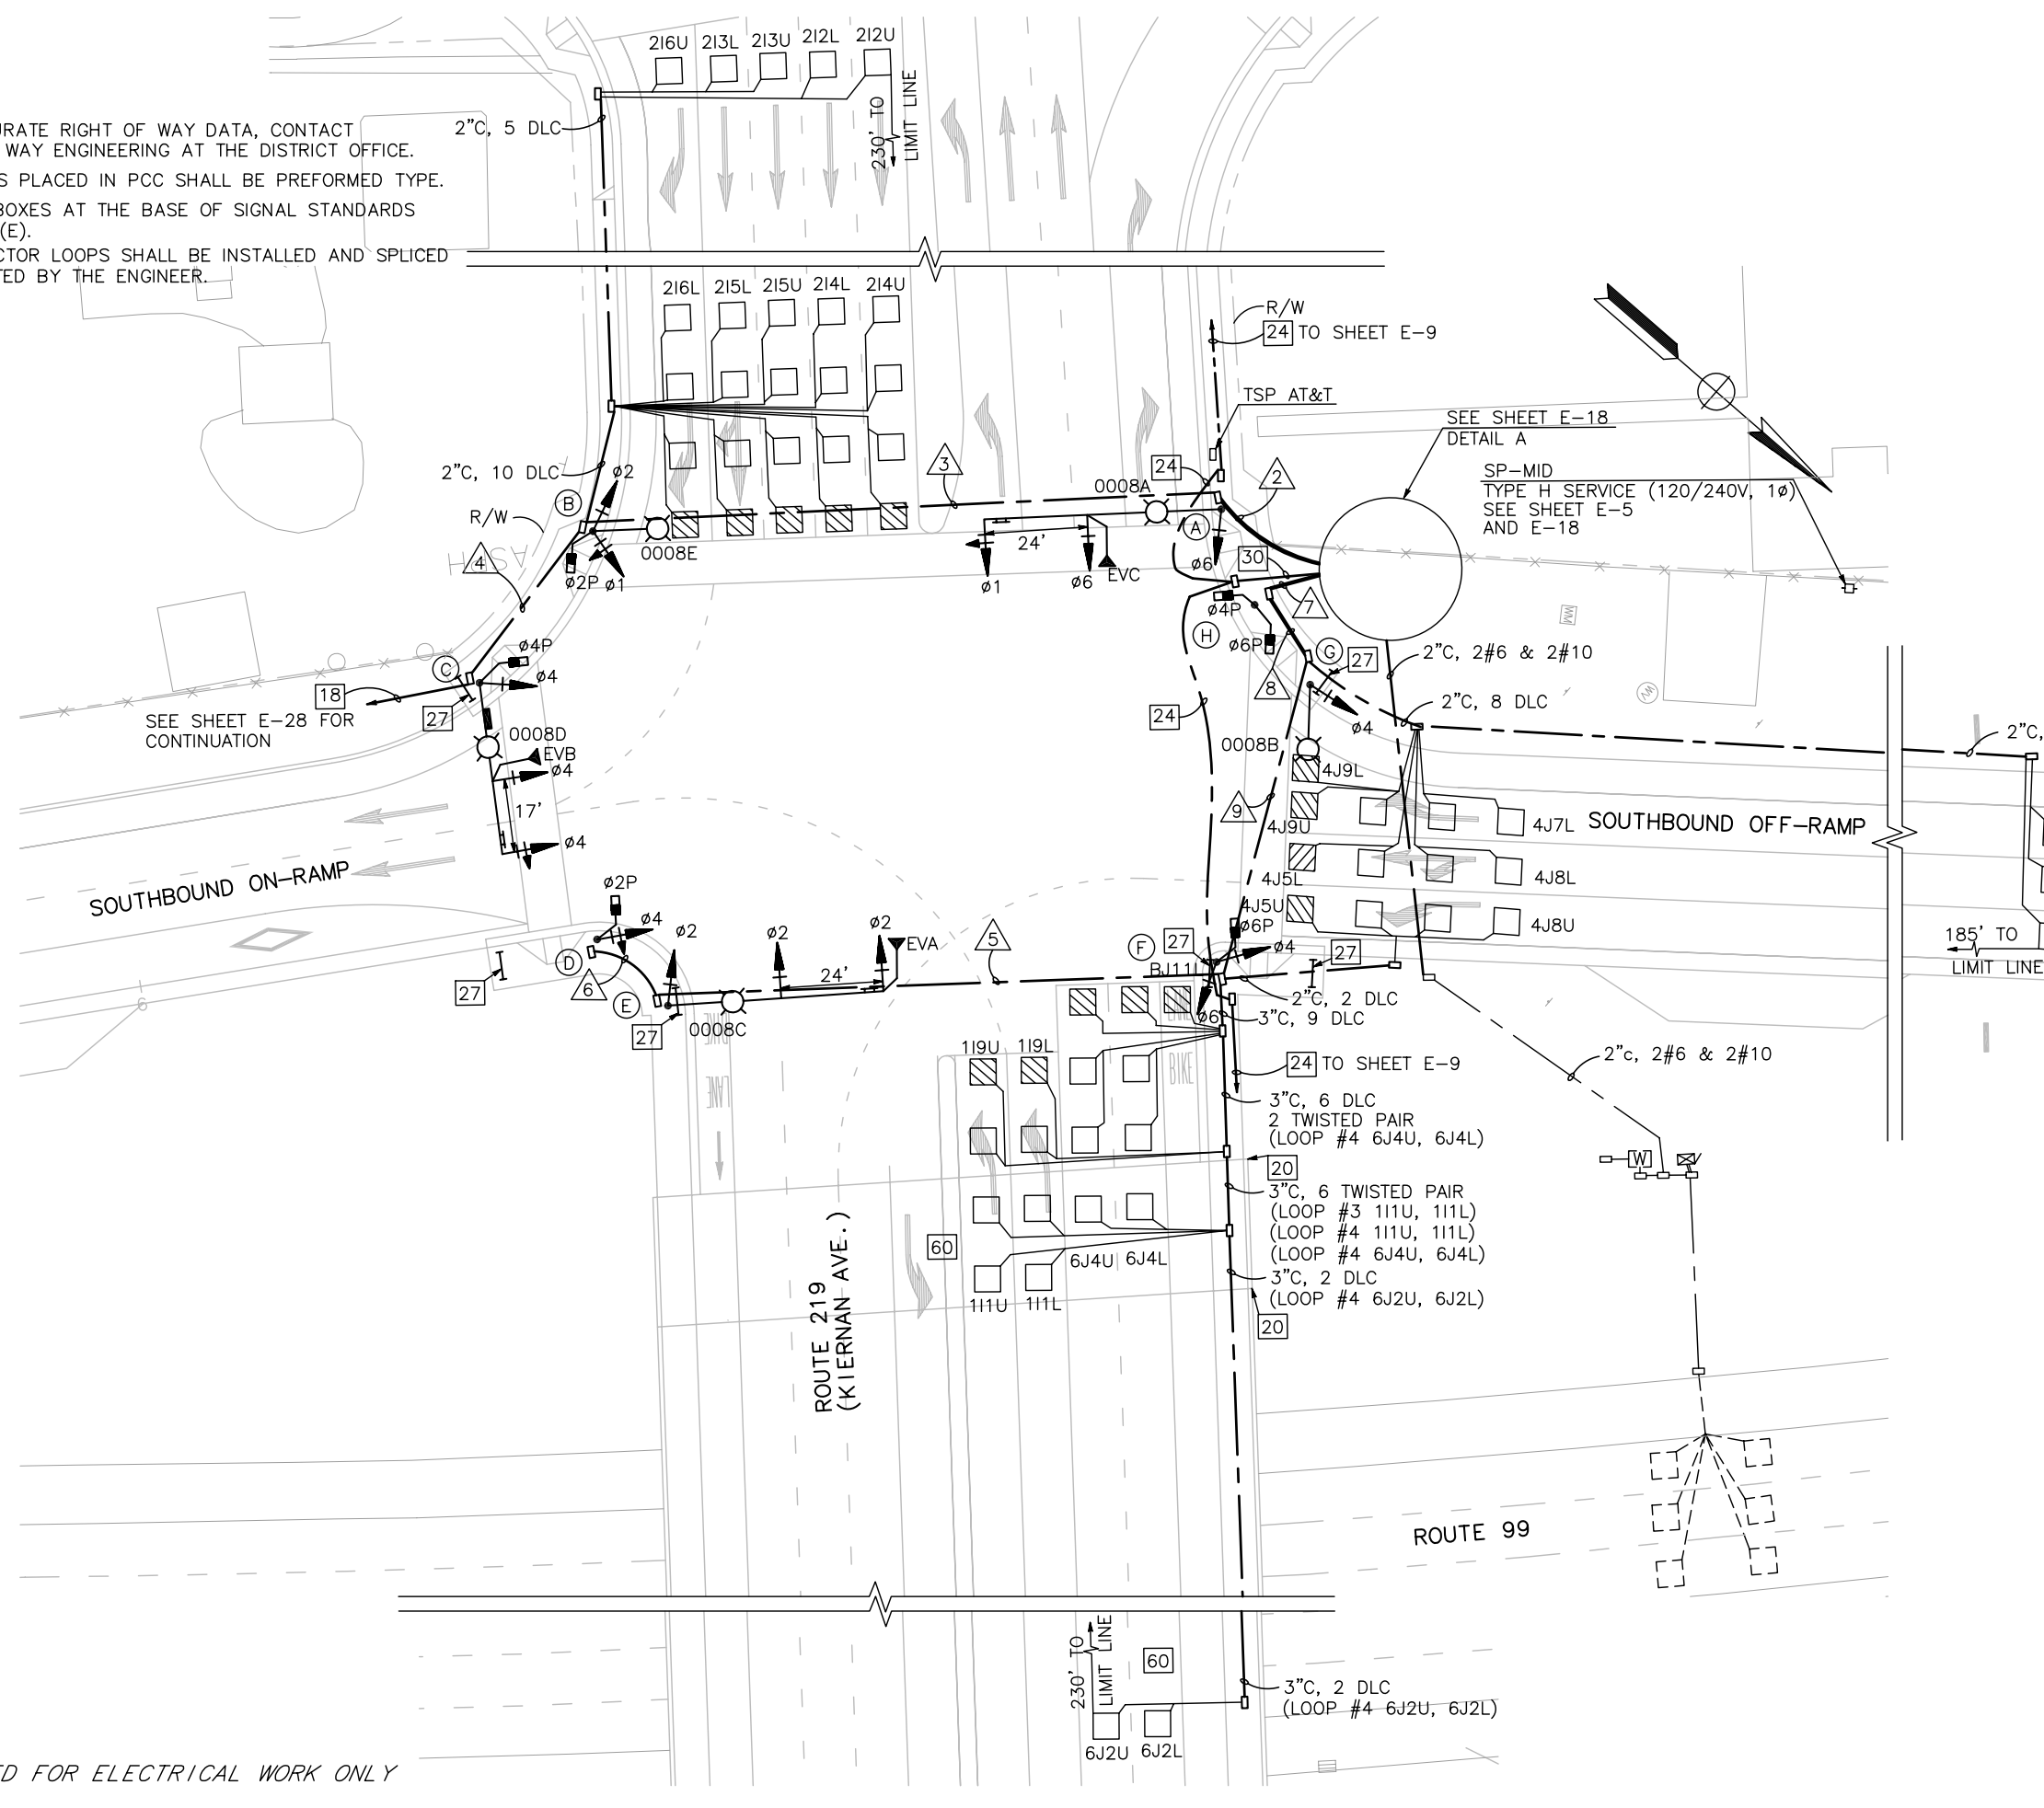 URATE RIGHT OF WAY DATA, CONTACT
WAY ENGINEERING AT THE DISTRICT OFFICE.
S PLACED IN PCC SHALL BE PREFORMED TYPE.
BOXES AT THE BASE OF SIGNAL STANDARDS
(E).
CTOR LOOPS SHALL BE INSTALLED AND SPLICED
TED BY THE ENGINEER.
2I6U 2I3L 2I3U 2I2L 2I2U
2"C, 5 DLC
230' TO
LIMIT LINE
2I6L 2I5L 2I5U 2I4L 2I4U
R/W
24 TO SHEET E-9
TSP AT&T
SEE SHEET E-18
DETAIL A
SP-MID
TYPE H SERVICE (120/240V, 1ø)
SEE SHEET E-5
AND E-18
2"C, 10 DLC
ø2
B
R/W
3
0008A
24
2
0008E
A
24'
30
4
ASPH
ø2P
ø1
ø1
ø6
EVC
ø6
7
ø4P
H
ø6P
G
27
8
ø4
2"C, 2#6 & 2#10
2"C, 8 DLC
2"C,
C
ø4P
ø4
18
27
SEE SHEET E-28 FOR
CONTINUATION
0008D
EVB
ø4
17'
ø4
24
0008B
9
4J9L
4J9U
4J7L
SOUTHBOUND OFF-RAMP
4J5L
4J8L
4J5U
4J8U
SOUTHBOUND ON-RAMP
ø2P
ø4
ø2
ø2
ø2
EVA
5
F
27
ø6P
ø4
27
BJ11L
185' TO
LIMIT LINE
D
6
E
27
24'
0008C
27
6
ø6
2"C, 2 DLC
3"C, 9 DLC
BIKE
LANE
LANE
BIKE
1I9U 1I9L
24 TO SHEET E-9
2"c, 2#6 & 2#10
3"C, 6 DLC
2 TWISTED PAIR
(LOOP #4 6J4U, 6J4L)
20
WM
WV
W
3"C, 6 TWISTED PAIR
(LOOP #3 1I1U, 1I1L)
(LOOP #4 1I1U, 1I1L)
(LOOP #4 6J4U, 6J4L)
3"C, 2 DLC
(LOOP #4 6J2U, 6J2L)
20
60
6J4U 6J4L
1I1U 1I1L
ROUTE 219
(KIERNAN AVE.)
ROUTE 99
230' TO
LIMIT LINE
60
3"C, 2 DLC
(LOOP #4 6J2U, 6J2L)
6J2U 6J2L
ED FOR ELECTRICAL WORK ONLY